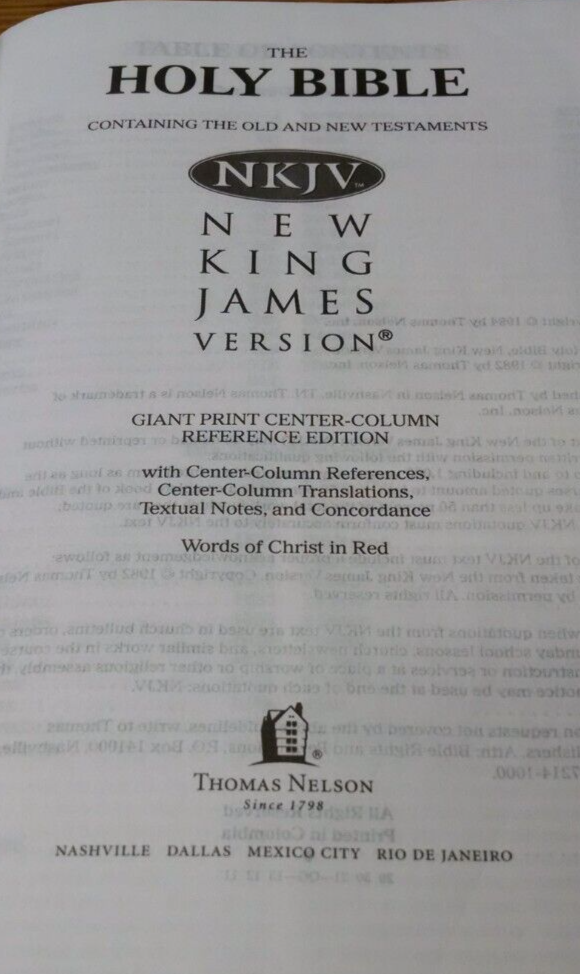 THE
HOLY BIBLE
CONTAINING THE OLD AND NEW TESTAMENTS
NKJV™
NEW
KING
JAMES
VERSION®
GIANT PRINT CENTER-COLUMN
REFERENCE EDITION
with Center-Column References,
Center-Column Translations,
Textual Notes, and Concordance
Words of Christ in Red
®
THOMAS NELSON
Since 1798
NASHVILLE DALLAS MEXICO CITY RIO DE JANEIRO